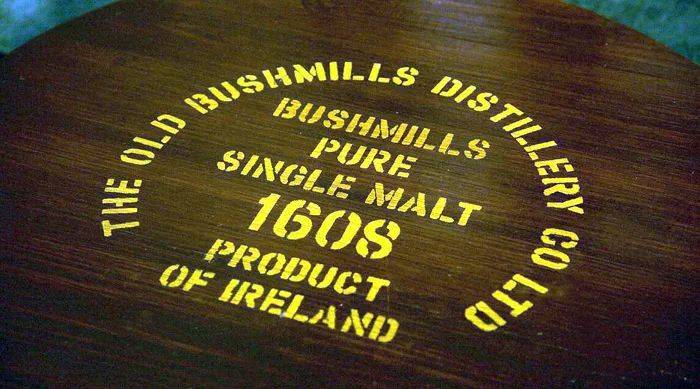 THE OLD BUSHMILLS DISTILLERY CO LTD
BUSHMILLS
PURE
SINGLE MALT
1608
PRODUCT
OF IRELAND